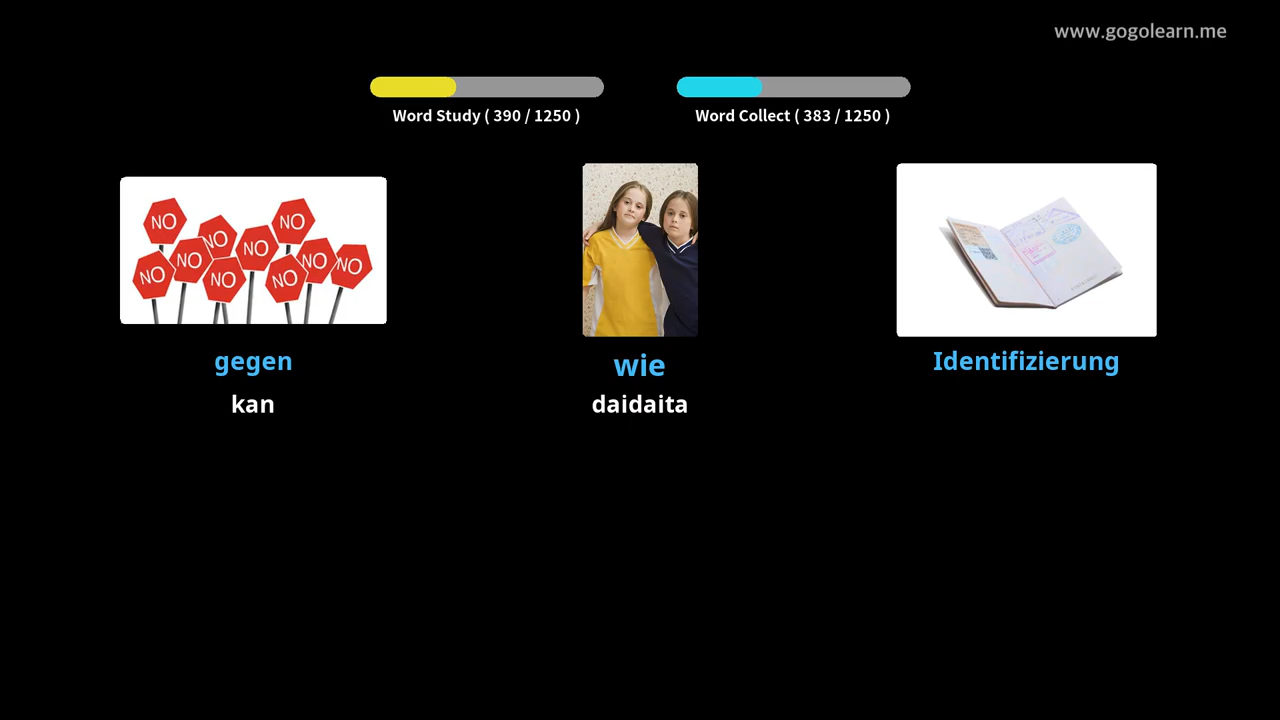 www.gogolearn.me
Word Study ( 390 / 1250 )
Word Collect ( 383 / 1250 )
NO
NO
NO
NO
NO
NO
NO
NO
NO
NO
gegen
wie
Identifizierung
kan
daidaita